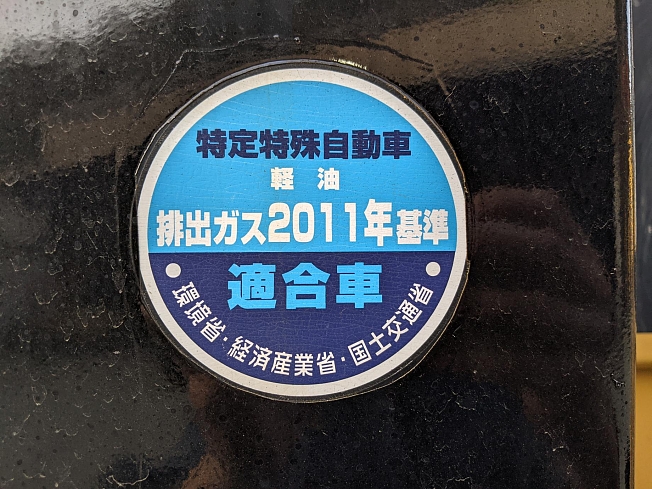 特定特殊自動車
軽油
排出ガス2011年基準
適合車
環境省・経済産業省・国土交通省